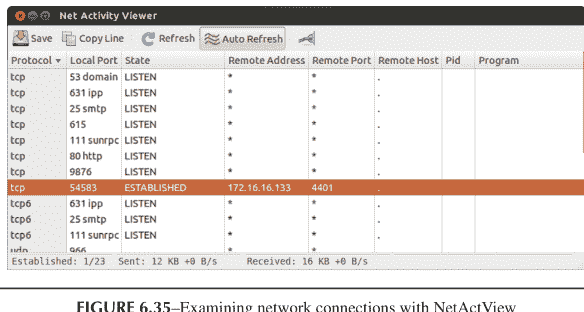 Net Activity Viewer
Save Copy Line Refresh Auto Refresh
Protocol Local Port State Remote Address Remote Port Remote Host Pid Program
tcp 53 domain LISTEN * * .
tcp 631 ipp LISTEN * * .
tcp 25 smtp LISTEN * * .
tcp 615 LISTEN * * .
tcp 111 sunrpc LISTEN * * .
tcp 80 http LISTEN * * .
tcp 9876 LISTEN * * .
tcp 54583 ESTABLISHED 172.16.16.133 4401 .
tcp6 631 ipp LISTEN * * .
tcp6 25 smtp LISTEN * * .
tcp6 111 sunrpc LISTEN * * .
udp 966 * *
Established: 1/23 Sent: 12 KB +0 B/s Received: 16 KB +0 B/s
FIGURE 6.35–Examining network connections with NetActView